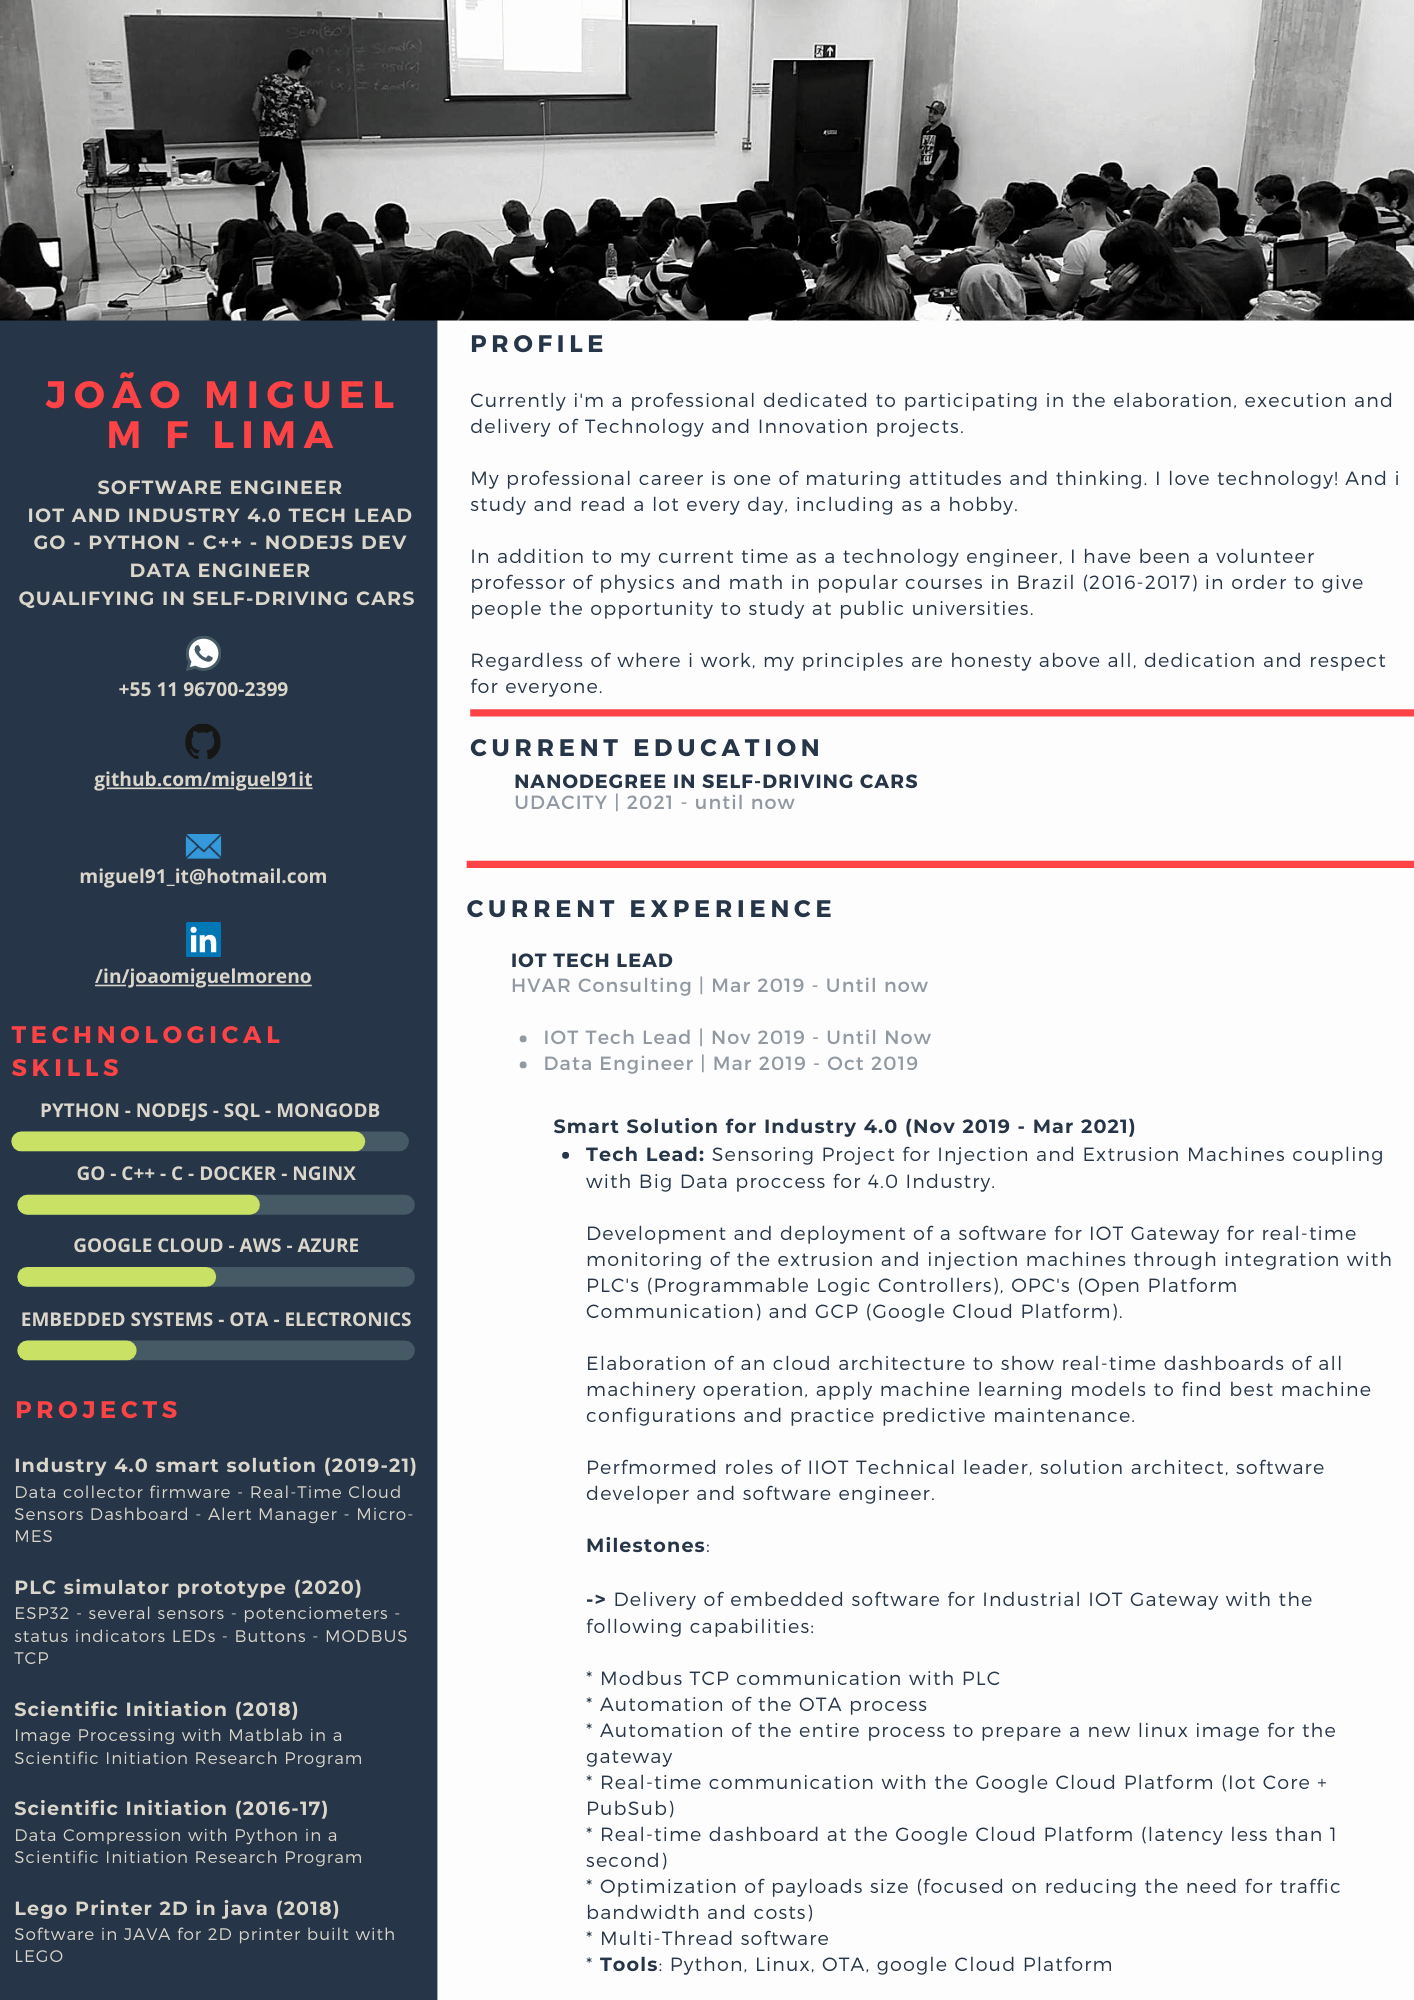 JOÃO MIGUEL
M F LIMA
SOFTWARE ENGINEER
IOT AND INDUSTRY 4.0 TECH LEAD
GO - PYTHON - C++ - NODEJS DEV
DATA ENGINEER
QUALIFYING IN SELF-DRIVING CARS
+55 11 96700-2399
github.com/miguel91it
miguel91_it@hotmail.com
in
/in/joaomiguelmoreno
TECHNOLOGICAL
SKILLS
PYTHON - NODEJS - SQL - MONGODB
GO - C++ - C - DOCKER - NGINX
GOOGLE CLOUD - AWS - AZURE
EMBEDDED SYSTEMS - OTA - ELECTRONICS
PROJECTS
Industry 4.0 smart solution (2019-21)
Data collector firmware - Real-Time Cloud
Sensors Dashboard - Alert Manager - Micro-
MES
PLC simulator prototype (2020)
ESP32 - several sensors - potenciometers -
status indicators LEDs - Buttons - MODBUS
TCP
Scientific Initiation (2018)
Image Processing with Matblab in a
Scientific Initiation Research Program
Scientific Initiation (2016-17)
Data Compression with Python in a
Scientific Initiation Research Program
Lego Printer 2D in java (2018)
Software in JAVA for 2D printer built with
LEGO
PROFILE
Currently i'm a professional dedicated to participating in the elaboration, execution and
delivery of Technology and Innovation projects.
My professional career is one of maturing attitudes and thinking. I love technology! And i
study and read a lot every day, including as a hobby.
In addition to my current time as a technology engineer, I have been a volunteer
professor of physics and math in popular courses in Brazil (2016-2017) in order to give
people the opportunity to study at public universities.
Regardless of where i work, my principles are honesty above all, dedication and respect
for everyone.
CURRENT EDUCATION
NANODEGREE IN SELF-DRIVING CARS
UDACITY | 2021 - until now
CURRENT EXPERIENCE
IOT TECH LEAD
HVAR Consulting | Mar 2019 - Until now
• IOT Tech Lead | Nov 2019 - Until Now
• Data Engineer | Mar 2019 - Oct 2019
Smart Solution for Industry 4.0 (Nov 2019 - Mar 2021)
• Tech Lead: Sensoring Project for Injection and Extrusion Machines coupling
with Big Data proccess for 4.0 Industry.
Development and deployment of a software for IOT Gateway for real-time
monitoring of the extrusion and injection machines through integration with
PLC's (Programmable Logic Controllers), OPC's (Open Platform
Communication) and GCP (Google Cloud Platform).
Elaboration of an cloud architecture to show real-time dashboards of all
machinery operation, apply machine learning models to find best machine
configurations and practice predictive maintenance.
Perfmormed roles of IIOT Technical leader, solution architect, software
developer and software engineer.
Milestones:
-> Delivery of embedded software for Industrial IOT Gateway with the
following capabilities:
* Modbus TCP communication with PLC
* Automation of the OTA process
* Automation of the entire process to prepare a new linux image for the
gateway
* Real-time communication with the Google Cloud Platform (Iot Core +
PubSub)
* Real-time dashboard at the Google Cloud Platform (latency less than 1
second)
* Optimization of payloads size (focused on reducing the need for traffic
bandwidth and costs)
* Multi-Thread software
* Tools: Python, Linux, OTA, google Cloud Platform